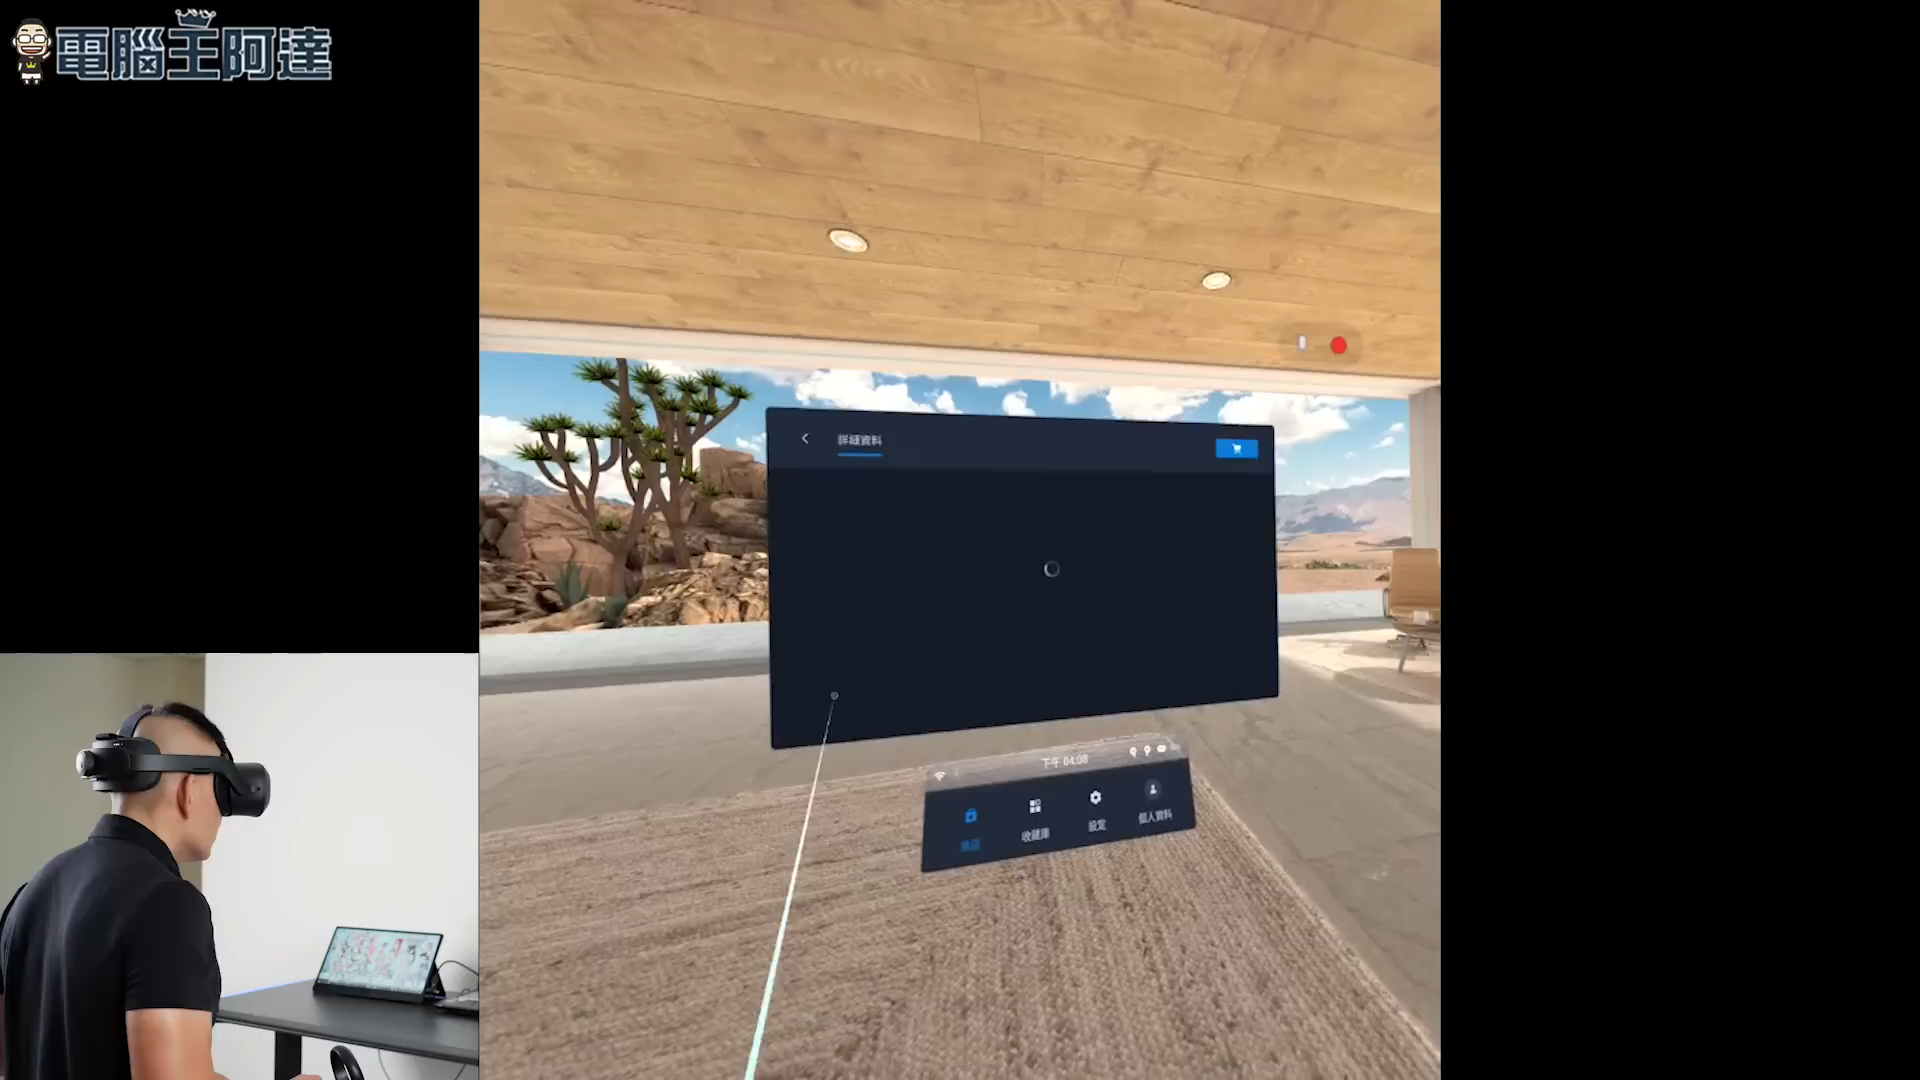 電腦王阿達
詳細資料
下午 04:08
商店
收藏庫
設定
個人資料